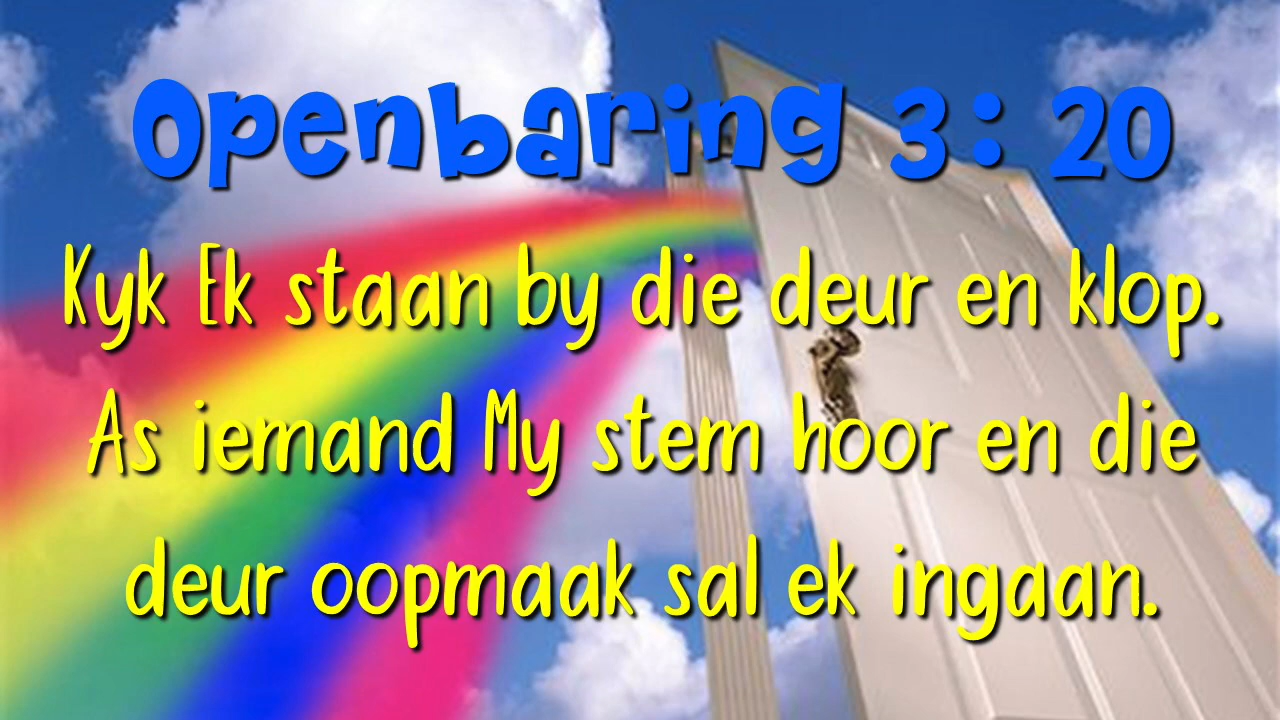 Openbaring 3 : 20
Kyk Ek staan by die deur en klop.
As iemand My stem hoor en die
deur oopmaak sal ek ingaan.